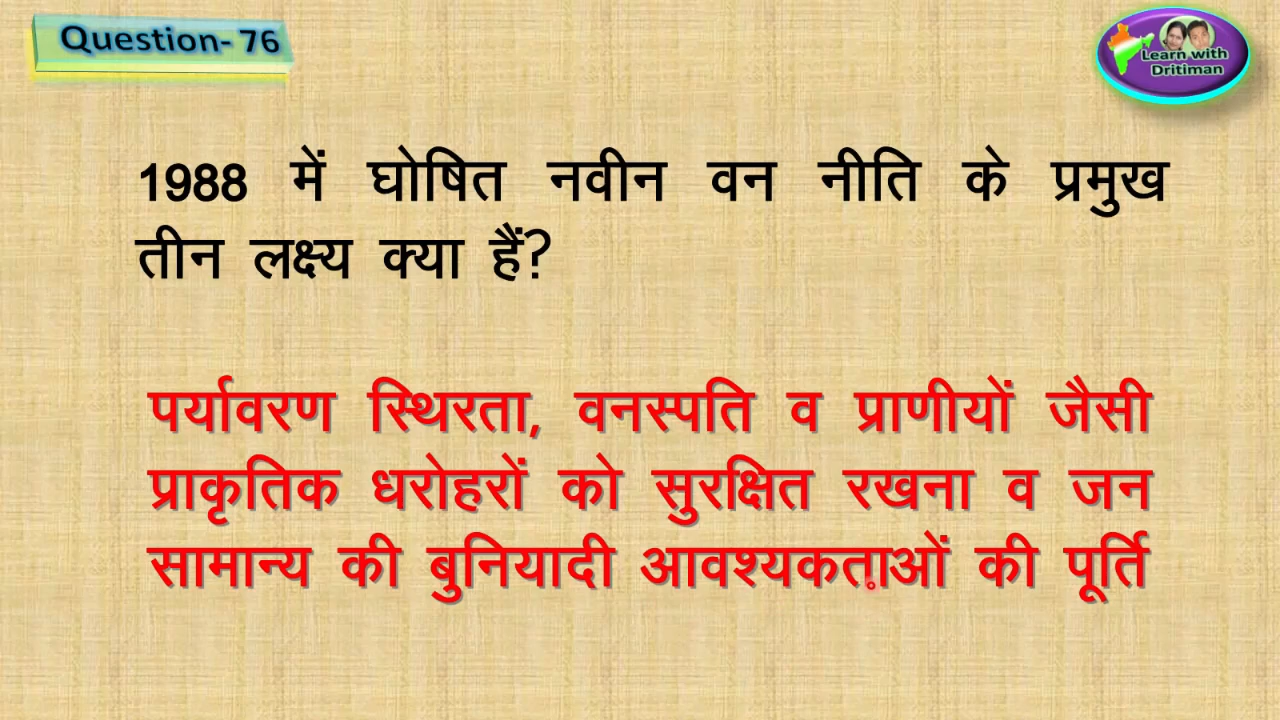 Question- 76
Learn with
Dritiman
1988 में घोषित नवीन वन नीति के प्रमुख
तीन लक्ष्य क्या हैं?
पर्यावरण स्थिरता, वनस्पति व प्राणीयों जैसी
प्राकृतिक धरोहरों को सुरक्षित रखना व जन
सामान्य की बुनियादी आवश्यकताओं की पूर्ति